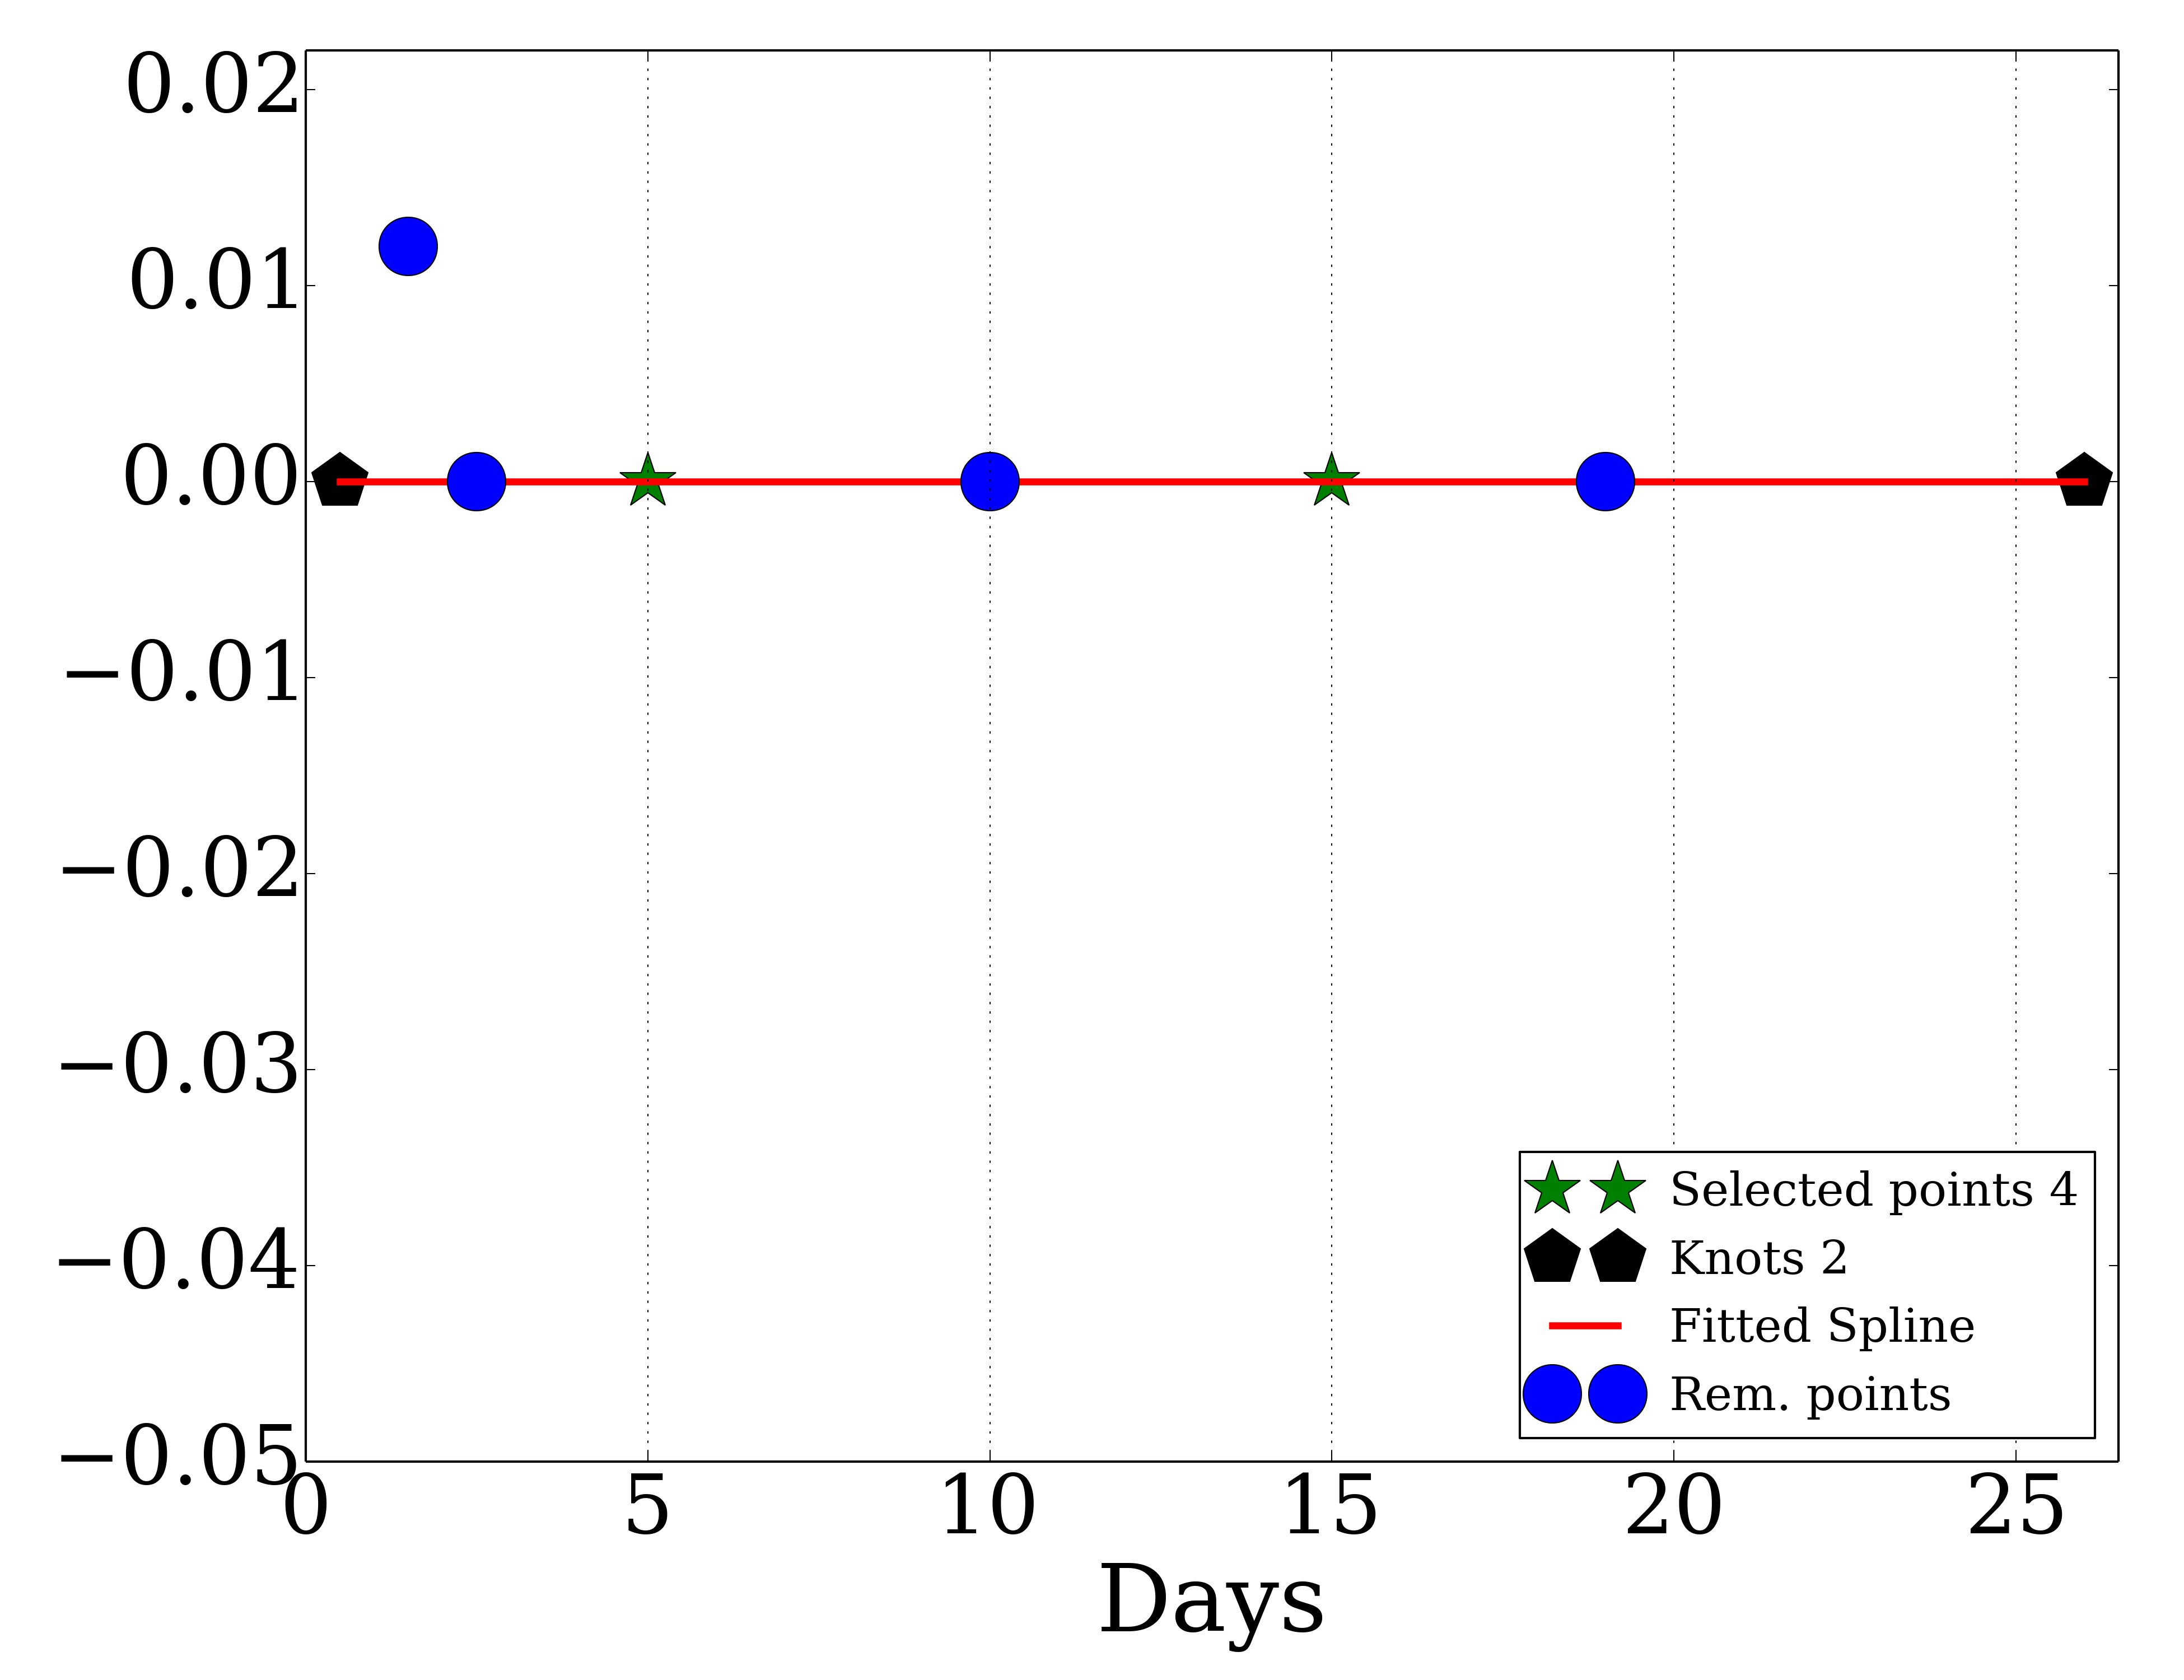 0.02
0.01
0.00
−0.01
−0.02
−0.03
−0.04
−0.05
0 5 10 15 20 25
Days
Selected points 4
Knots 2
Fitted Spline
Rem. points